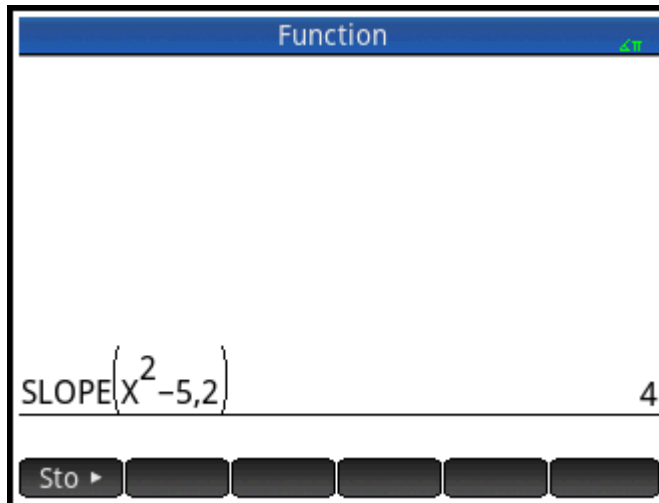 Function
∡π
SLOPE(X²-5,2)
4
Sto ▸